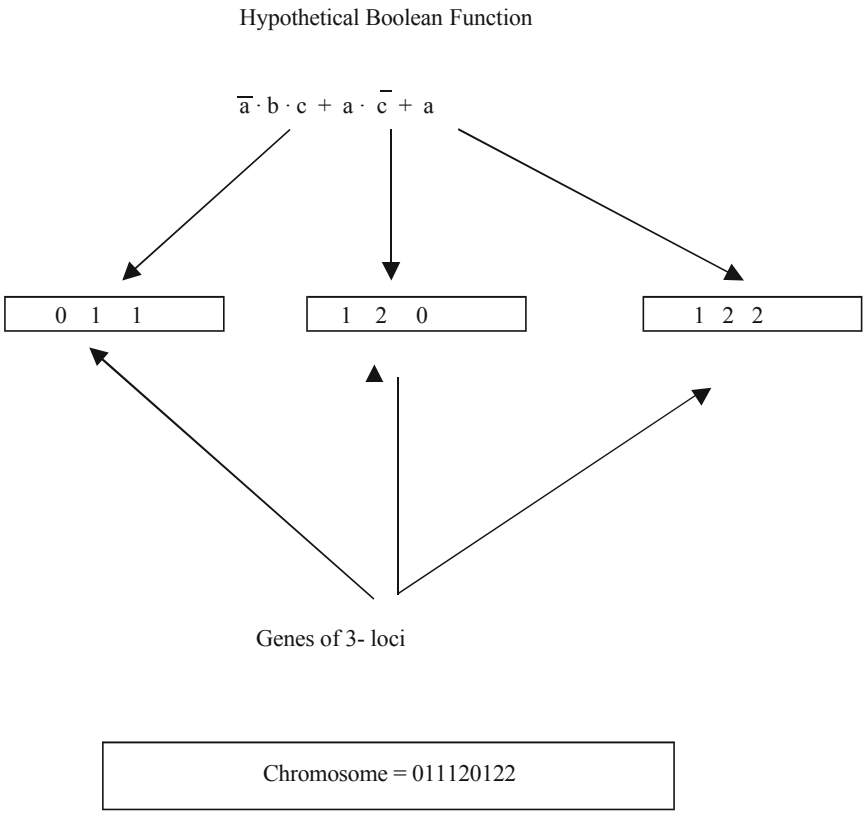 Hypothetical Boolean Function
a̅ · b · c + a · c̅ + a
0 1 1
1 2 0
1 2 2
Genes of 3- loci
Chromosome = 011120122